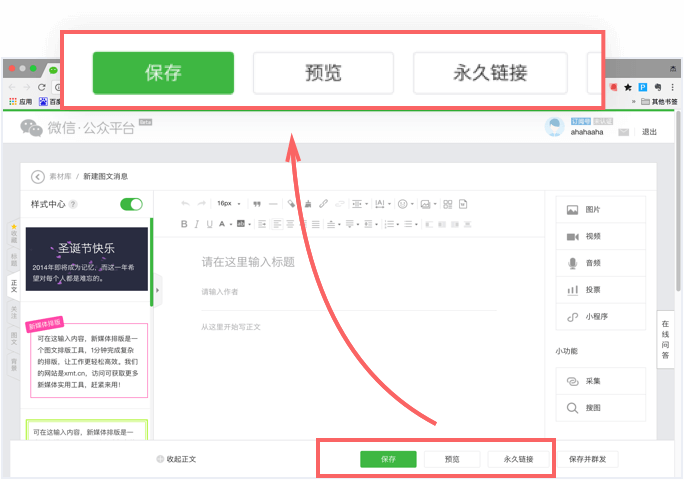 保存
预览
永久链接
应用
百度
其他书签
微信·公众平台
Beta
订阅号
ahahaaha
退出
素材库 / 新建图文消息
样式中心
16px
收藏
标题
正文
关注
图文
背景
圣诞节快乐
2014年即将成为记忆，而这一年希
望对每个人都是难忘的。
新媒体排版
可在这输入内容，新媒体排版是一
个图文排版工具，1分钟完成复杂
的排版，让工作更轻松高效。我们
的网站是xmt.cn，访问可获取更多
新媒体实用工具，赶紧来用！
可在这输入内容，新媒体排版是一
请在这里输入标题
请输入作者
从这里开始写正文
图片
视频
音频
投票
小程序
小功能
采集
搜图
在线问答
收起正文
保存
预览
永久链接
保存并群发